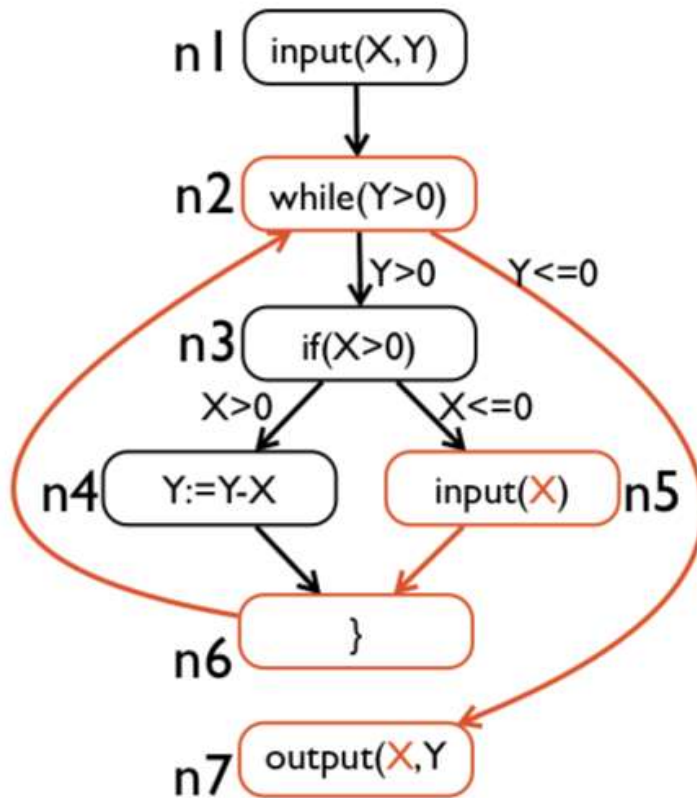 n1 input(X,Y)
n2 while(Y>0)
Y>0 Y<=0
n3 if(X>0)
X>0 X<=0
n4 Y:=Y-X input(X) n5
n6 }
n7 output(X,Y